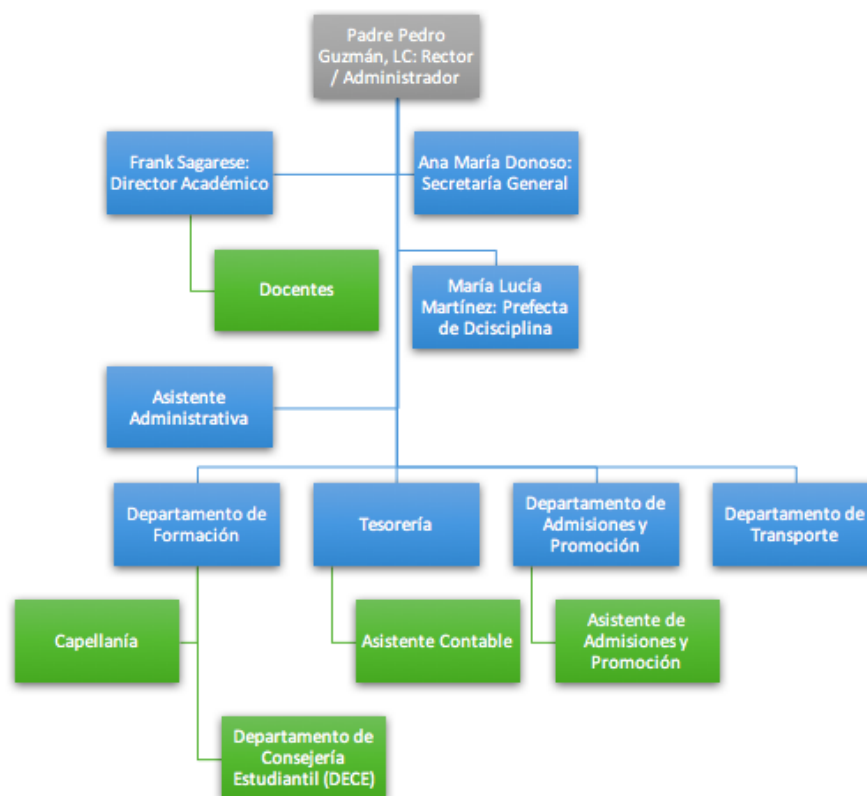 Padre Pedro
Guzmán, LC: Rector
/ Administrador
Frank Sagarese:
Director Académico
Ana María Donoso:
Secretaría General
Docentes
María Lucía
Martínez: Prefecta
de Dcisciplina
Asistente
Administrativa
Departamento de
Formación
Tesorería
Departamento de
Admisiones y
Promoción
Departamento de
Transporte
Capellanía
Asistente Contable
Asistente de
Admisiones y
Promoción
Departamento de
Consejería
Estudiantil (DECE)